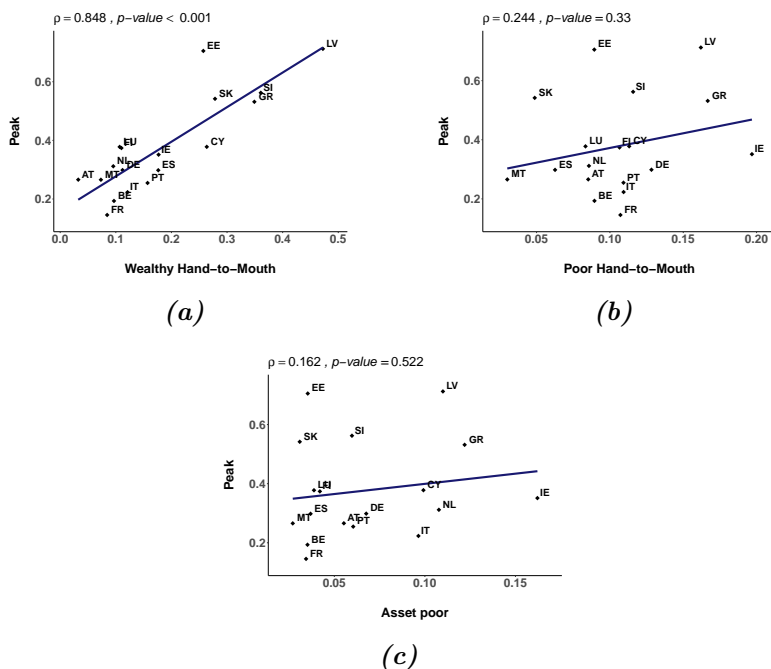 ρ = 0.848 , p-value < 0.001
Peak
0.6
0.4
0.2
EE
LV
SK
SI
GR
LU
FI
CY
IE
NL
DE
ES
AT
MT
PT
IT
BE
FR
0.0 0.1 0.2 0.3 0.4 0.5
Wealthy Hand-to-Mouth
(a)
ρ = 0.244 , p-value = 0.33
Peak
0.6
0.4
0.2
EE
LV
SK
SI
GR
LU
FI
CY
IE
NL
ES
DE
MT
AT
PT
IT
BE
FR
0.05 0.10 0.15 0.20
Poor Hand-to-Mouth
(b)
ρ = 0.162 , p-value = 0.522
Peak
0.6
0.4
0.2
EE
LV
SK
SI
GR
LU
FI
CY
IE
ES
DE
NL
MT
AT
PT
IT
BE
FR
0.05 0.10 0.15
Asset poor
(c)